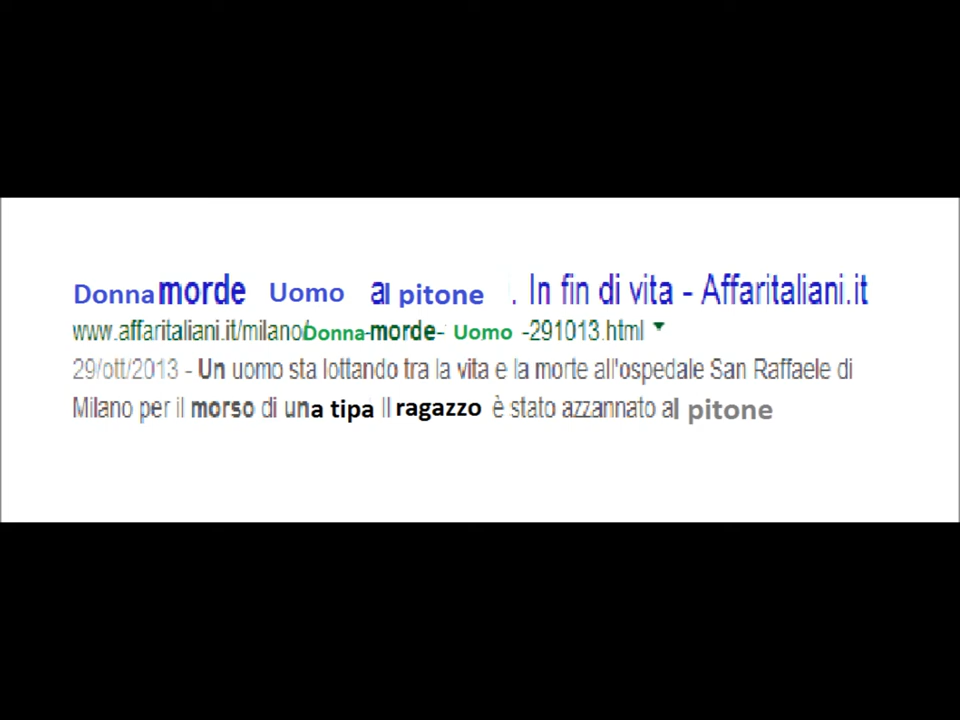 Donna morde Uomo al pitone . In fin di vita - Affaritaliani.it
www.affaritaliani.it/milano/Donna-morde- Uomo -291013.html
29/ott/2013 - Un uomo sta lottando tra la vita e la morte all'ospedale San Raffaele di
Milano per il morso di una tipa Il ragazzo è stato azzannato al pitone